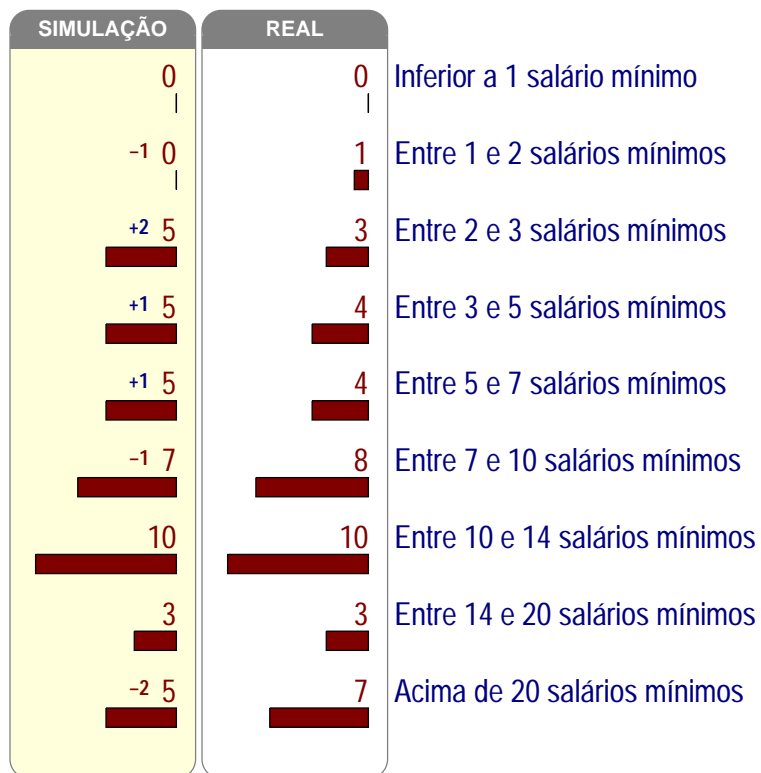 SIMULAÇÃO REAL
0 0 Inferior a 1 salário mínimo
−1 0 1 Entre 1 e 2 salários mínimos
+2 5 3 Entre 2 e 3 salários mínimos
+1 5 4 Entre 3 e 5 salários mínimos
+1 5 4 Entre 5 e 7 salários mínimos
−1 7 8 Entre 7 e 10 salários mínimos
10 10 Entre 10 e 14 salários mínimos
3 3 Entre 14 e 20 salários mínimos
−2 5 7 Acima de 20 salários mínimos